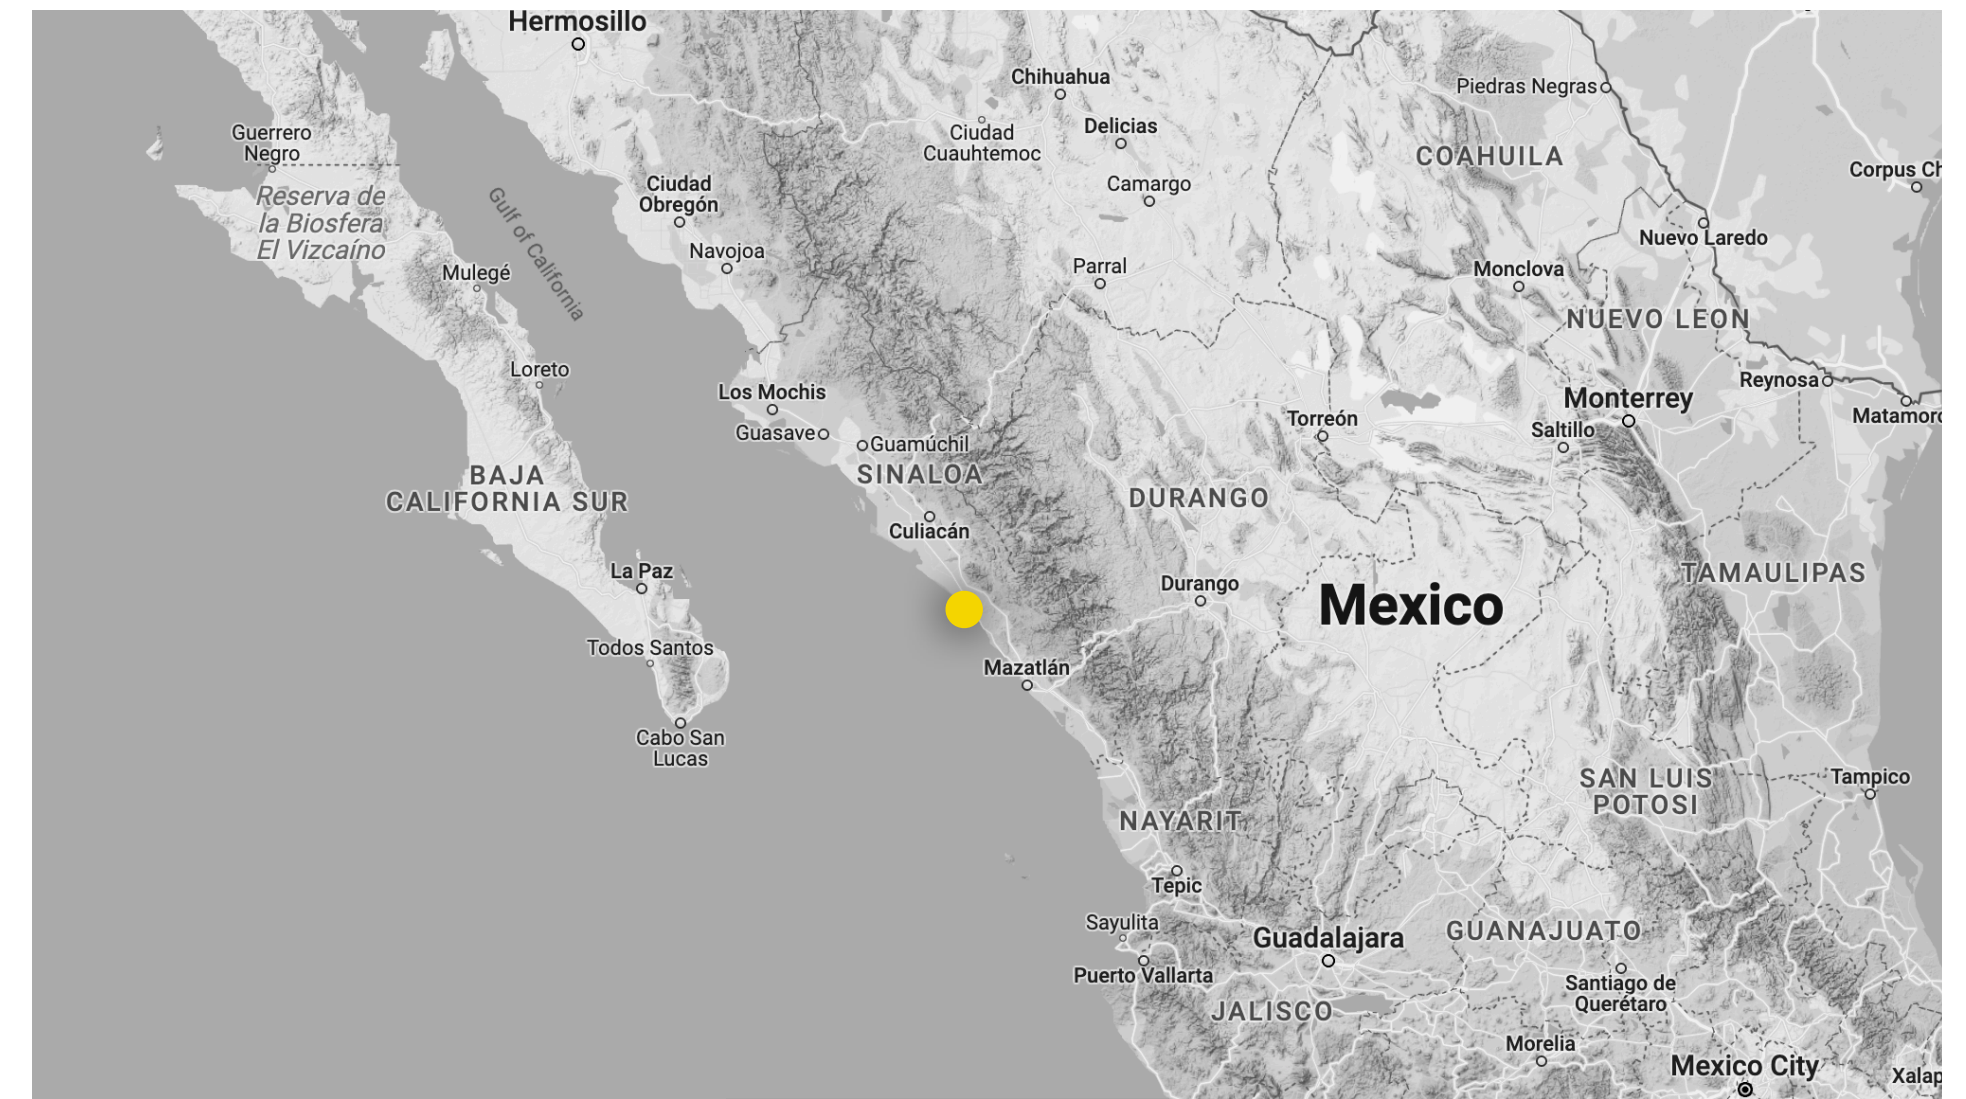 Hermosillo
Chihuahua
Piedras Negras
Guerrero
Negro
Ciudad
Cuauhtemoc
Delicias
COAHUILA
Corpus Ch
Reserva de
la Biosfera
El Vizcaíno
Gulf of California
Ciudad
Obregón
Camargo
Nuevo Laredo
Navojoa
Mulegé
Parral
Monclova
NUEVO LEON
Loreto
Los Mochis
Reynosa
Monterrey
Matamoro
Guasave
Guamúchil
Torreón
Saltillo
BAJA
CALIFORNIA SUR
SINALOA
DURANGO
Culiacán
La Paz
Durango
Mexico
TAMAULIPAS
Todos Santos
Mazatlán
Cabo San
Lucas
SAN LUIS
POTOSI
Tampico
NAYARIT
Tepic
Sayulita
Guadalajara
GUANAJUATO
Puerto Vallarta
Santiago de
Querétaro
JALISCO
Morelia
Mexico City
Xalap